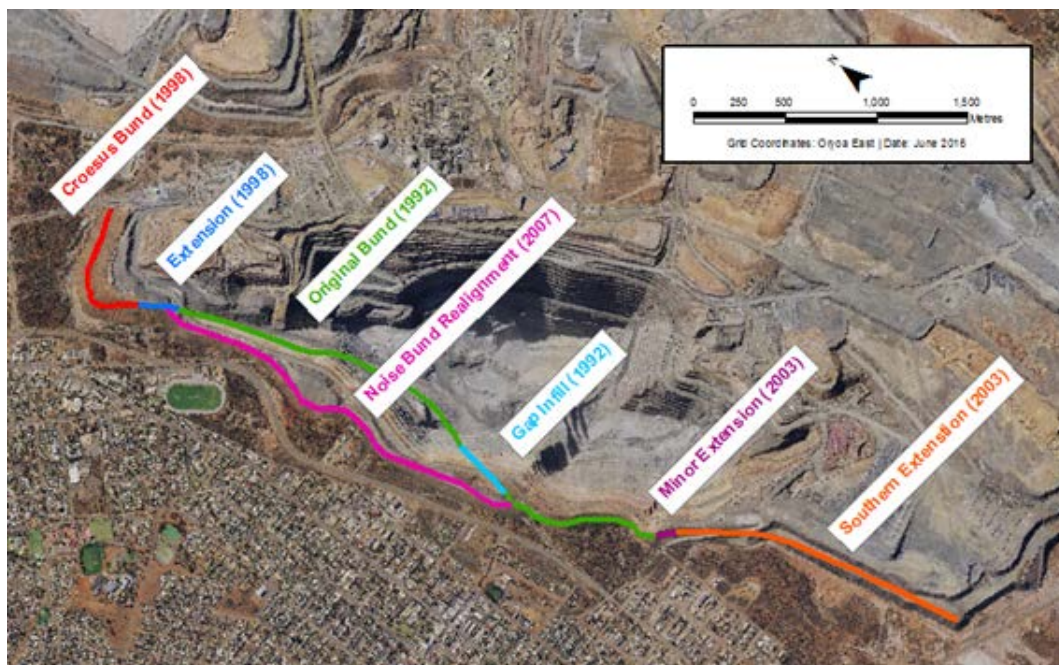 Croesus Bund (1998)
Extension (1998)
Original Bund (1992)
Noise Bund Realignment (2007)
Gap Infill (1992)
Minor Extension (2003)
Southern Extenstion (2003)
N
0 250 500 1,000 1,500
Metres
Grid Coordinates: Oryoa East | Date: June 2016